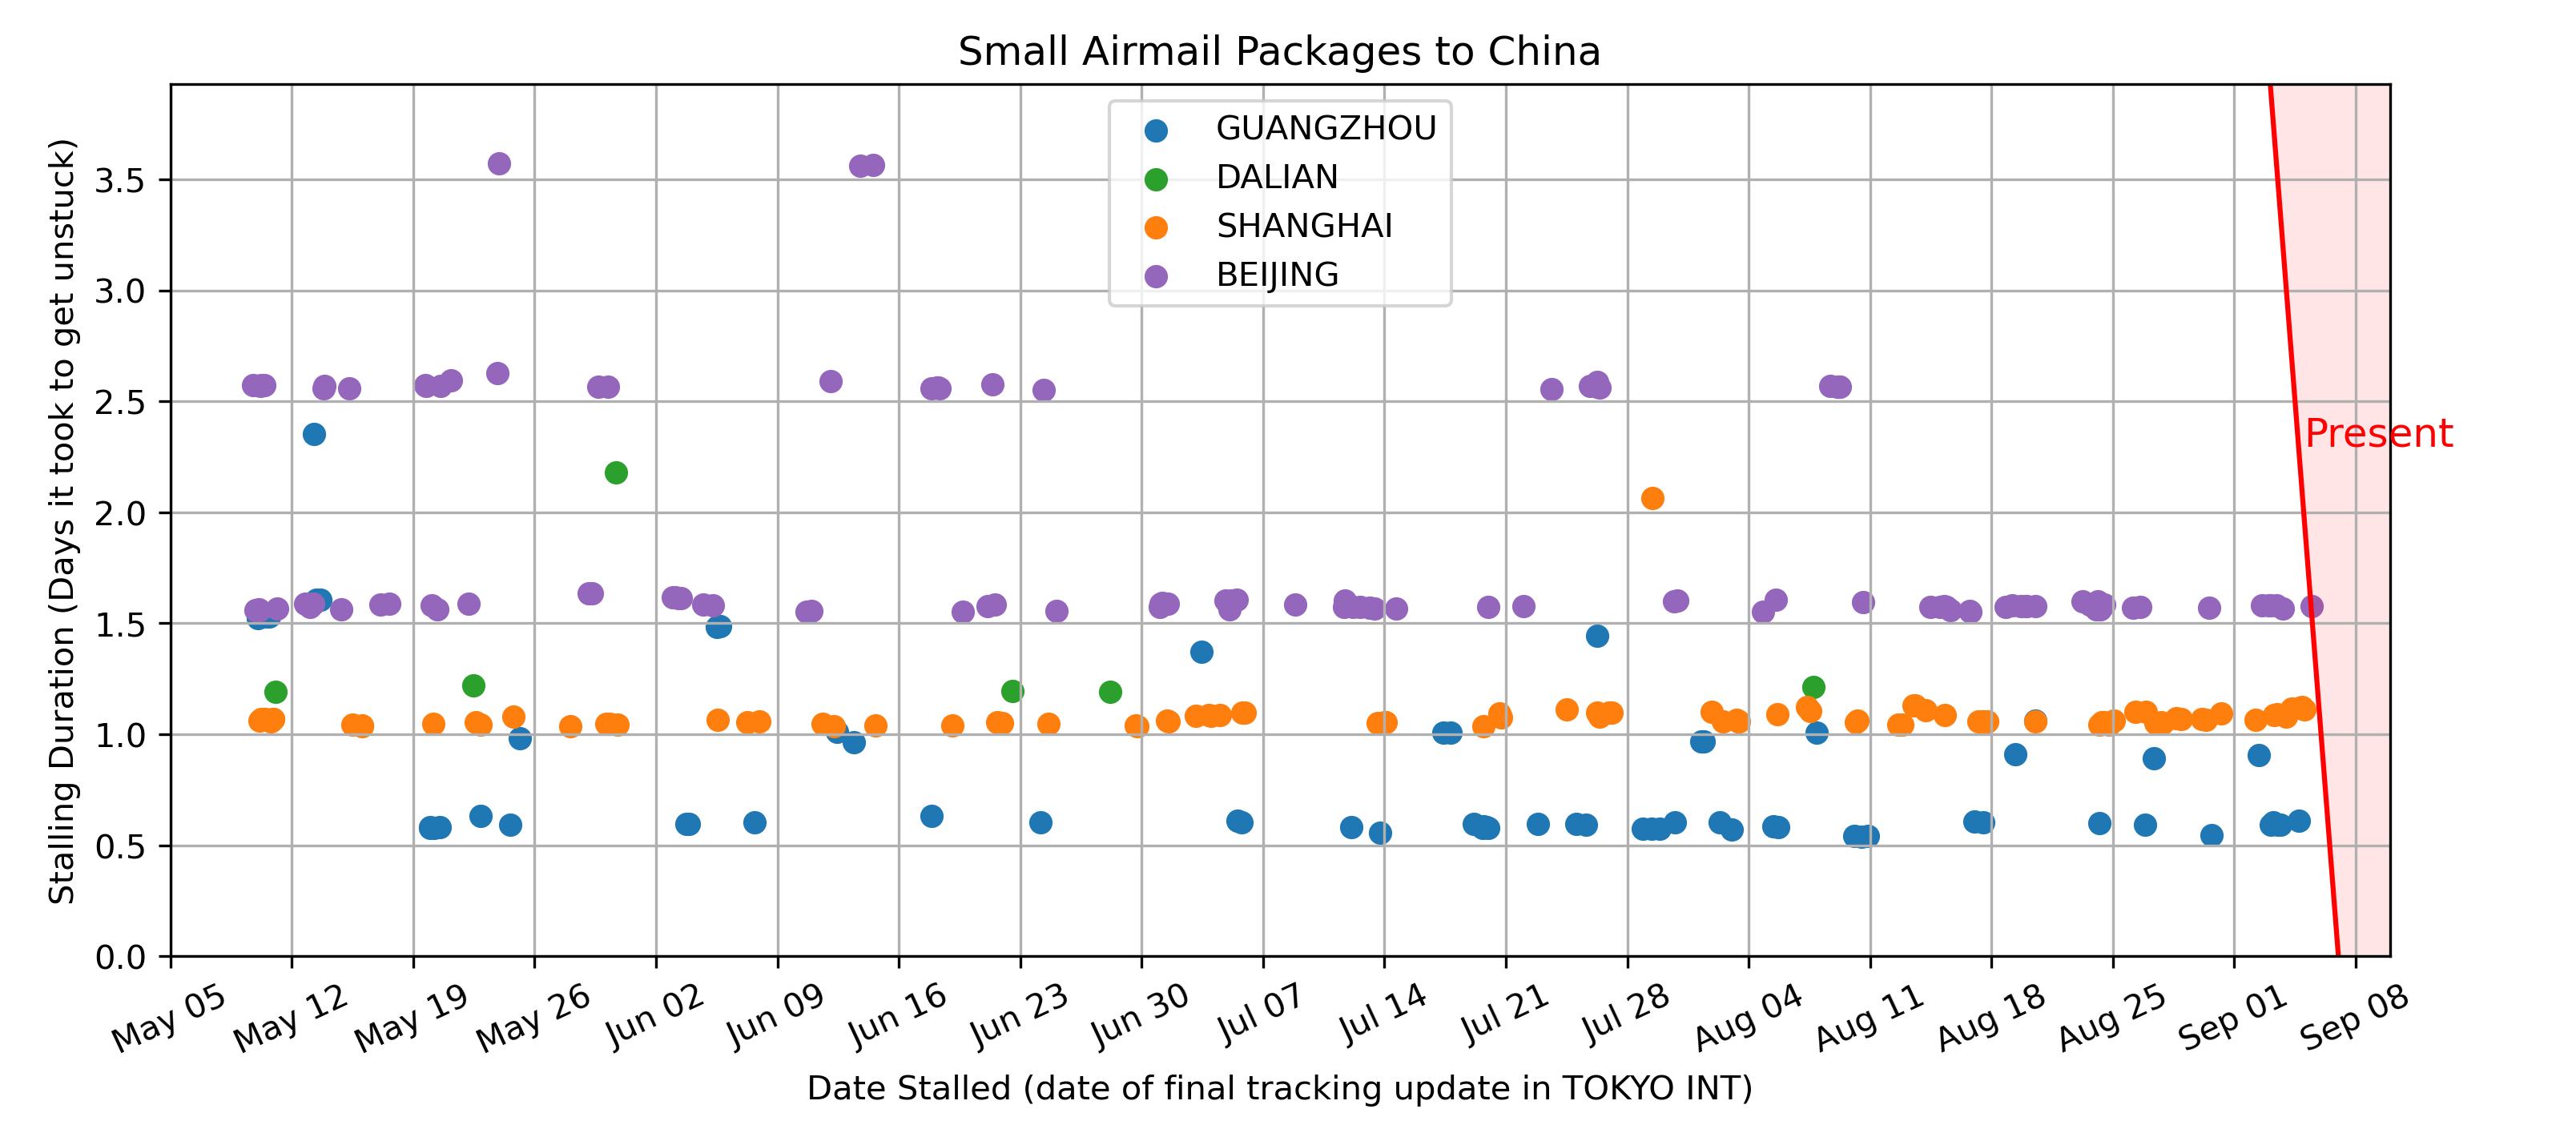 Small Airmail Packages to China
GUANGZHOU
DALIAN
SHANGHAI
BEIJING
Stalling Duration (Days it took to get unstuck)
3.5
3.0
2.5
2.0
1.5
1.0
0.5
0.0
Present
May 05
May 12
May 19
May 26
Jun 02
Jun 09
Jun 16
Jun 23
Jun 30
Jul 07
Jul 14
Jul 21
Jul 28
Aug 04
Aug 11
Aug 18
Aug 25
Sep 01
Sep 08
Date Stalled (date of final tracking update in TOKYO INT)